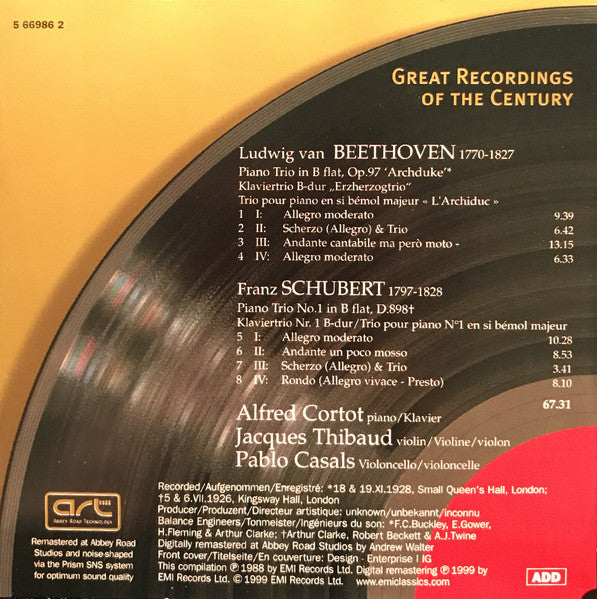 5 66986 2
GREAT RECORDINGS
OF THE CENTURY
Ludwig van BEETHOVEN 1770-1827
Piano Trio in B flat, Op.97 'Archduke'*
Klaviertrio B-dur „Erzherzogtrio"
Trio pour piano en si bémol majeur « L'Archiduc »
1 I: Allegro moderato 9.39
2 II: Scherzo (Allegro) & Trio 6.42
3 III: Andante cantabile ma però moto - 13.15
4 IV: Allegro moderato 6.33
Franz SCHUBERT 1797-1828
Piano Trio No.1 in B flat, D.898†
Klaviertrio Nr. 1 B-dur/Trio pour piano N°1 en si bémol majeur
5 I: Allegro moderato 10.28
6 II: Andante un poco mosso 8.53
7 III: Scherzo (Allegro) & Trio 3.41
8 IV: Rondo (Allegro vivace - Presto) 8.10
67.31
Alfred Cortot piano/Klavier
Jacques Thibaud violin/Violine/violon
Pablo Casals Violoncello/violoncelle
Recorded/Aufgenommen/Enregistré: *18 & 19.XI.1928, Small Queen's Hall, London;
†5 & 6.VII.1926, Kingsway Hall, London
Producer/Produzent/Directeur artistique: unknown/unbekannt/inconnu
Balance Engineers/Tonmeister/Ingénieurs du son: *F.C.Buckley, E.Gower,
H.Fleming & Arthur Clarke; †Arthur Clarke, Robert Beckett & A.J.Twine
Digitally remastered at Abbey Road Studios by Andrew Walter
Front cover/Titelseite/En couverture: Design - Enterprise | IG
This compilation ℗ 1988 by EMI Records Ltd. Digital remastering ℗ 1999 by
EMI Records Ltd. © 1999 EMI Records Ltd. www.emiclassics.com
art
ABBEY ROAD TECHNOLOGY
Remastered at Abbey Road
Studios and noise-shaped
via the Prism SNS system
for optimum sound quality
ADD